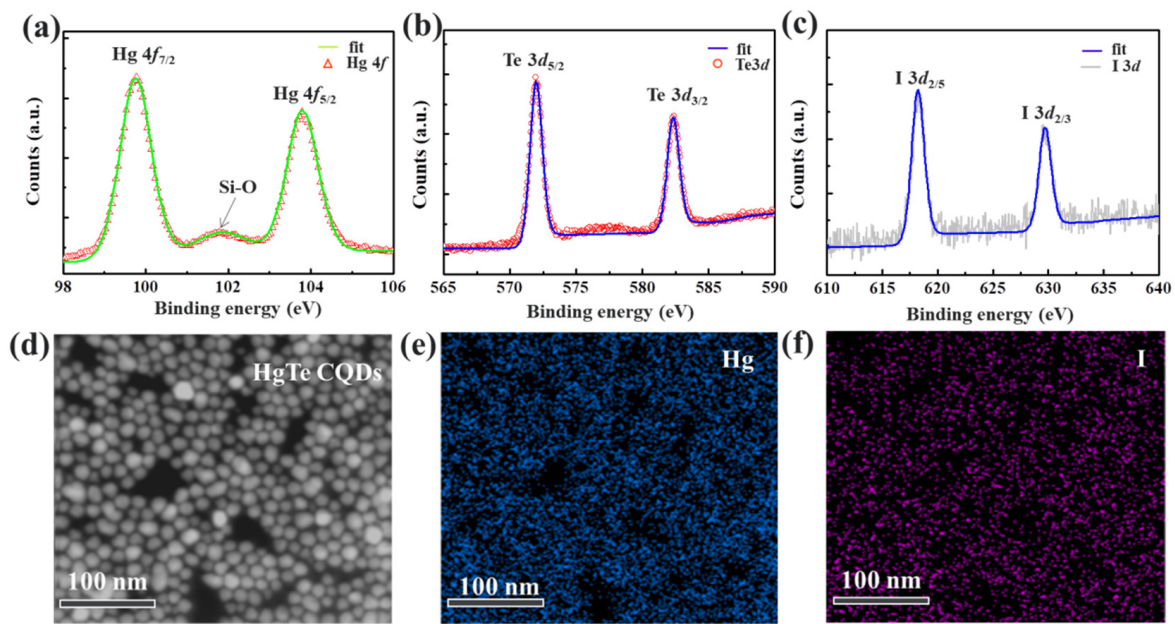 (a)
Hg 4f7/2
Hg 4f5/2
fit
Hg 4f
Si-O
Counts (a.u.)
98 100 102 104 106
Binding energy (eV)
(b)
Te 3d5/2
Te 3d3/2
fit
Te3d
Counts (a.u.)
565 570 575 580 585 590
Binding energy (eV)
(c)
I 3d2/5
I 3d2/3
fit
I 3d
Counts (a.u.)
610 615 620 625 630 635 640
Binding energy (eV)
(d)
HgTe CQDs
100 nm
(e)
Hg
100 nm
(f)
I
100 nm